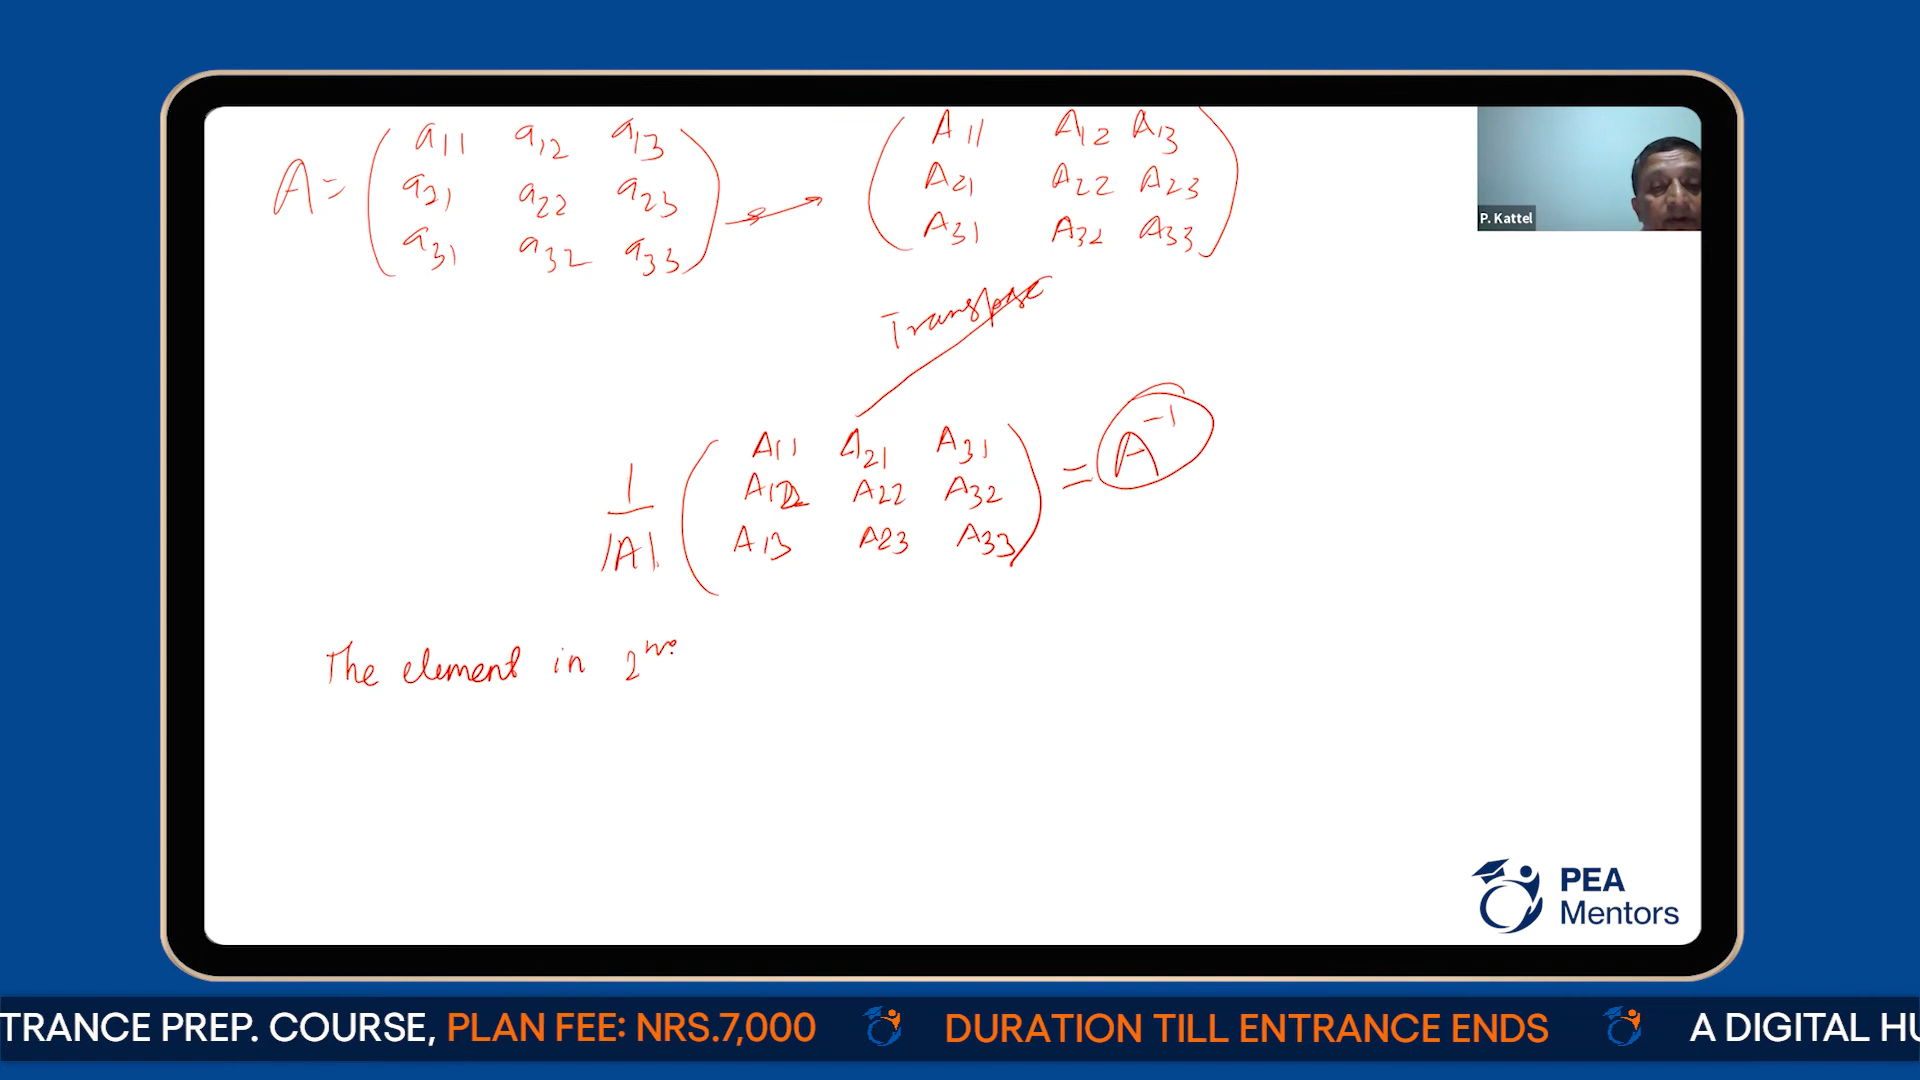 A = ( a11 a12 a13
a21 a22 a23
a31 a32 a33 )
( A11 A12 A13
A21 A22 A23
A31 A32 A33 )
P. Kattel
Transpose
1/|A| ( A11 A21 A31
A12 A22 A32
A13 A23 A33 ) = A⁻¹
The element in 2
PEA
Mentors
TRANCE PREP. COURSE, PLAN FEE: NRS.7,000 DURATION TILL ENTRANCE ENDS A DIGITAL HU